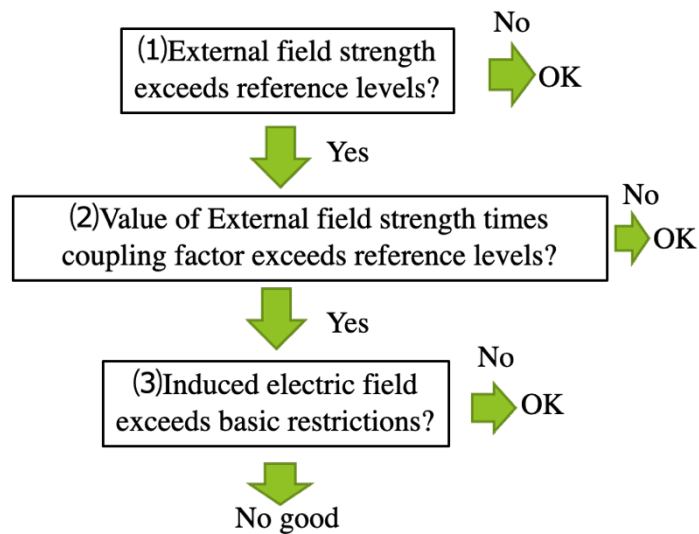 No
⑴External field strength
exceeds reference levels?
OK
Yes
No
⑵Value of External field strength times
coupling factor exceeds reference levels?
OK
Yes
No
⑶Induced electric field
exceeds basic restrictions?
OK
No good